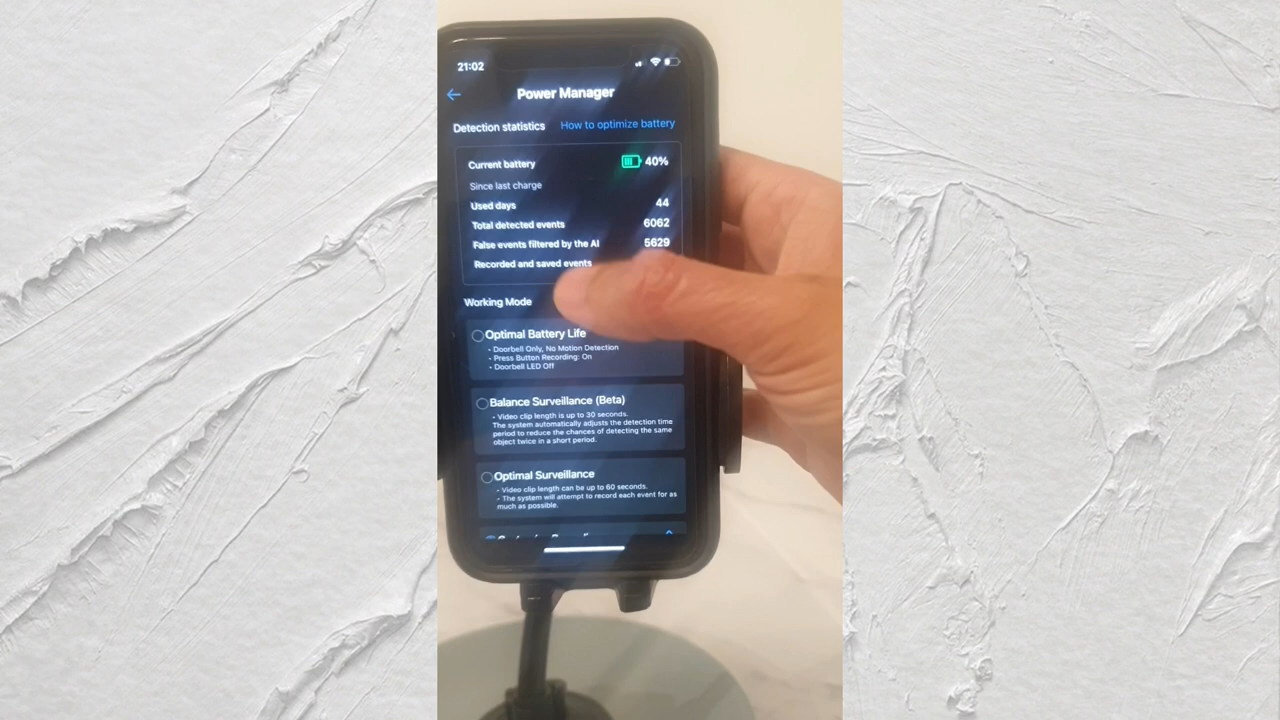 21:02
Power Manager
Detection statistics How to optimize battery
Current battery 40%
Since last charge
Used days 44
Total detected events 6062
False events filtered by the AI 5629
Recorded and saved events
Working Mode
Optimal Battery Life
- Doorbell Only, No Motion Detection
- Press Button Recording: On
- Doorbell LED Off
Balance Surveillance (Beta)
- Video clip length is up to 30 seconds.
The system automatically adjusts the detection time
period to reduce the chances of detecting the same
object twice in a short period.
Optimal Surveillance
- Video clip length can be up to 60 seconds.
- The system will attempt to record each event for as
much as possible.